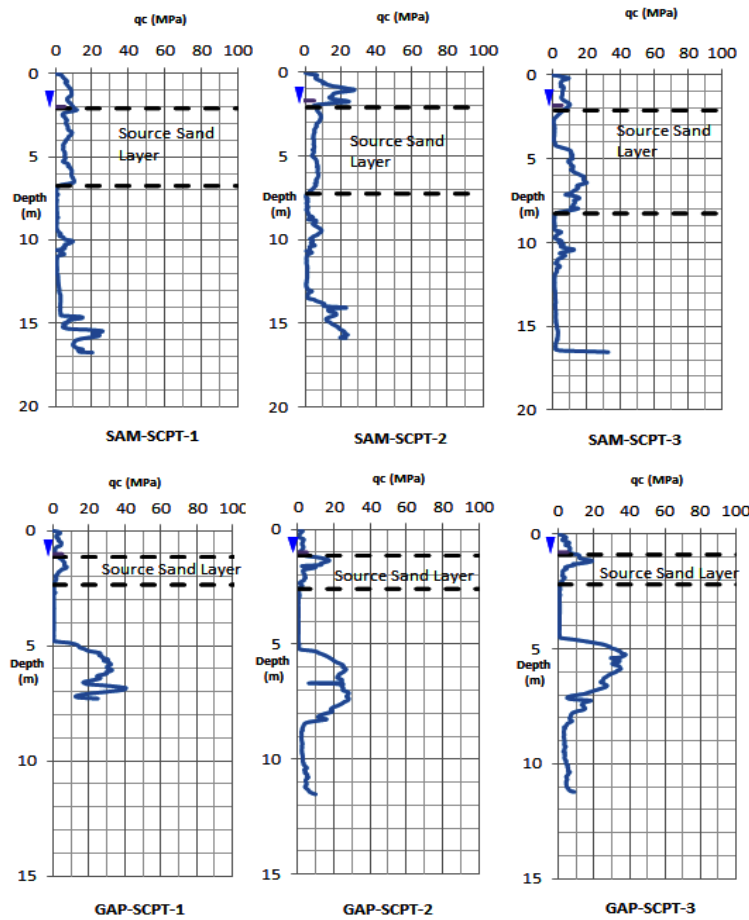 qc (MPa)
0 20 40 60 80 100
0
Source Sand
Layer
5
Depth
(m)
10
15
20
SAM-SCPT-1
qc (MPa)
0 20 40 60 80 100
0
Source Sand
Layer
5
Depth
(m)
10
15
20
SAM-SCPT-2
qc (MPa)
0 20 40 60 80 100
0
Source Sand
Layer
5
Depth
(m)
10
15
20
SAM-SCPT-3
qc (MPa)
0 20 40 60 80 100
0
Source Sand Layer
5
Depth
(m)
10
15
GAP-SCPT-1
qc (MPa)
0 20 40 60 80 100
0
Source Sand Layer
5
Depth
(m)
10
15
GAP-SCPT-2
qc (MPa)
0 20 40 60 80 100
0
Source Sand Layer
5
Depth
(m)
10
15
GAP-SCPT-3